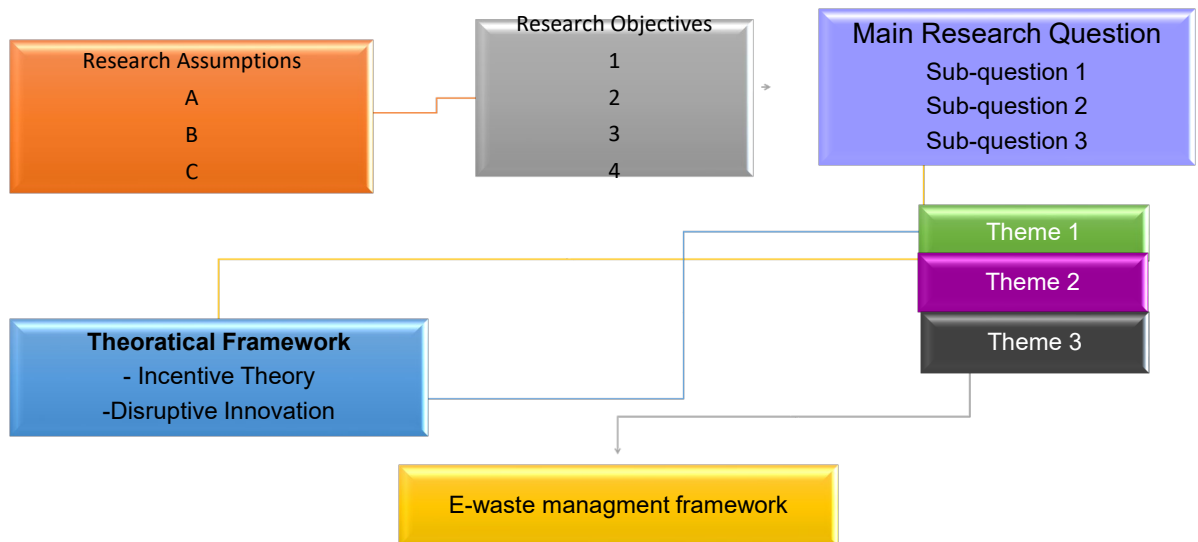 Research Assumptions
A
B
C
Research Objectives
1
2
3
4
Main Research Question
Sub-question 1
Sub-question 2
Sub-question 3
Theme 1
Theme 2
Theme 3
Theoratical Framework
- Incentive Theory
-Disruptive Innovation
E-waste managment framework